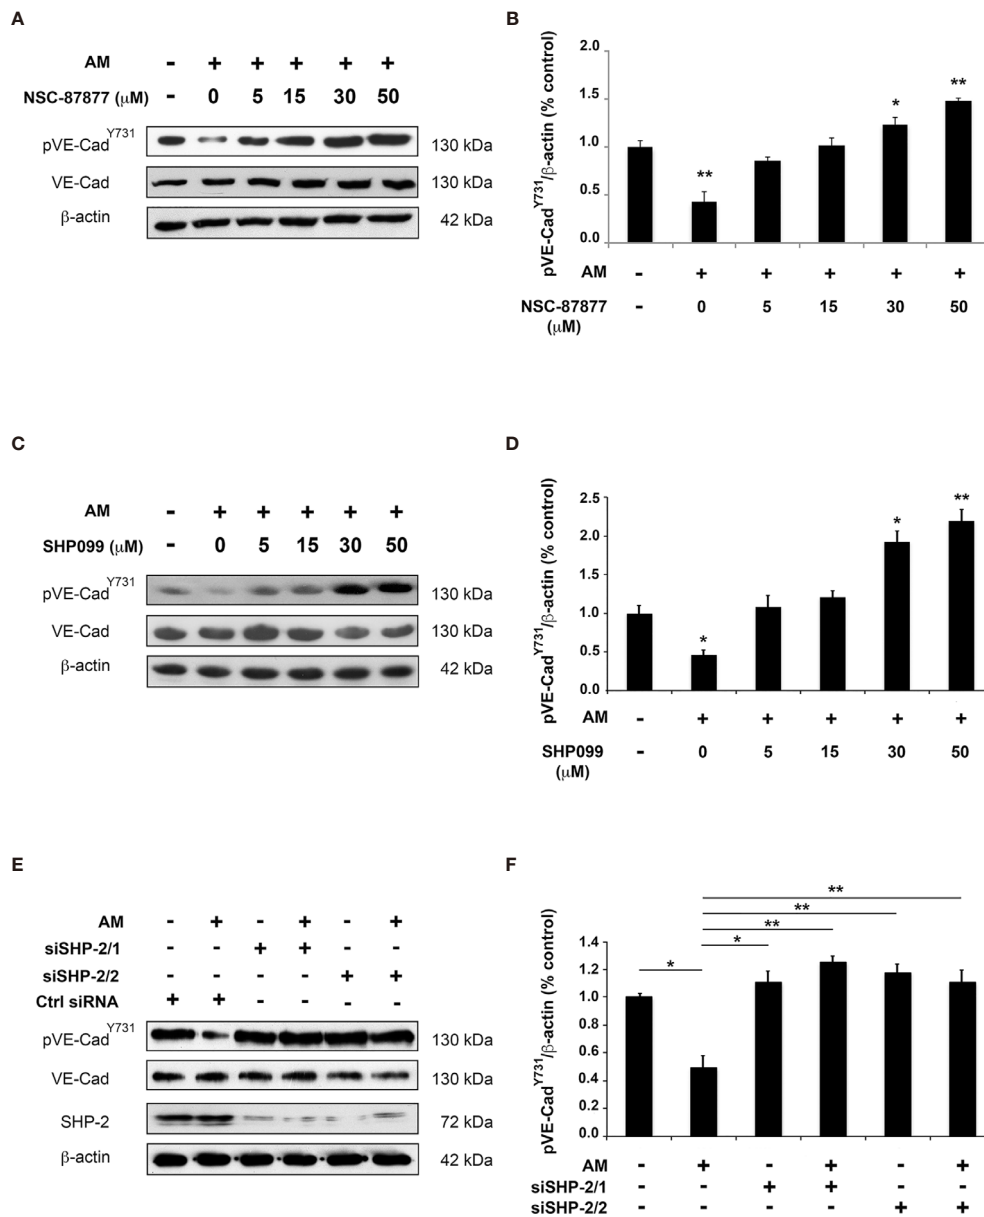 A
AM - + + + + +
NSC-87877 (μM) - 0 5 15 30 50
pVE-Cad^Y731 130 kDa
VE-Cad 130 kDa
β-actin 42 kDa
B
pVE-Cad^Y731/β-actin (% control)
2.0
1.5
1.0
0.5
0.0
** * **
AM - + + + + +
NSC-87877 - 0 5 15 30 50
(μM)
C
AM - + + + + +
SHP099 (μM) - 0 5 15 30 50
pVE-Cad^Y731 130 kDa
VE-Cad 130 kDa
β-actin 42 kDa
D
pVE-Cad^Y731/β-actin (% control)
2.5
2.0
1.5
1.0
0.5
0.0
* * **
AM - + + + + +
SHP099 - 0 5 15 30 50
(μM)
E
AM - + - + - +
siSHP-2/1 - - + + - -
siSHP-2/2 - - - - + +
Ctrl siRNA + + - - - -
pVE-Cad^Y731 130 kDa
VE-Cad 130 kDa
SHP-2 72 kDa
β-actin 42 kDa
F
pVE-Cad^Y731/β-actin (% control)
**
**
**
*
*
1.4
1.2
1.0
0.8
0.6
0.4
0.2
0.0
AM - + - + - +
siSHP-2/1 - - + + - -
siSHP-2/2 - - - - + +